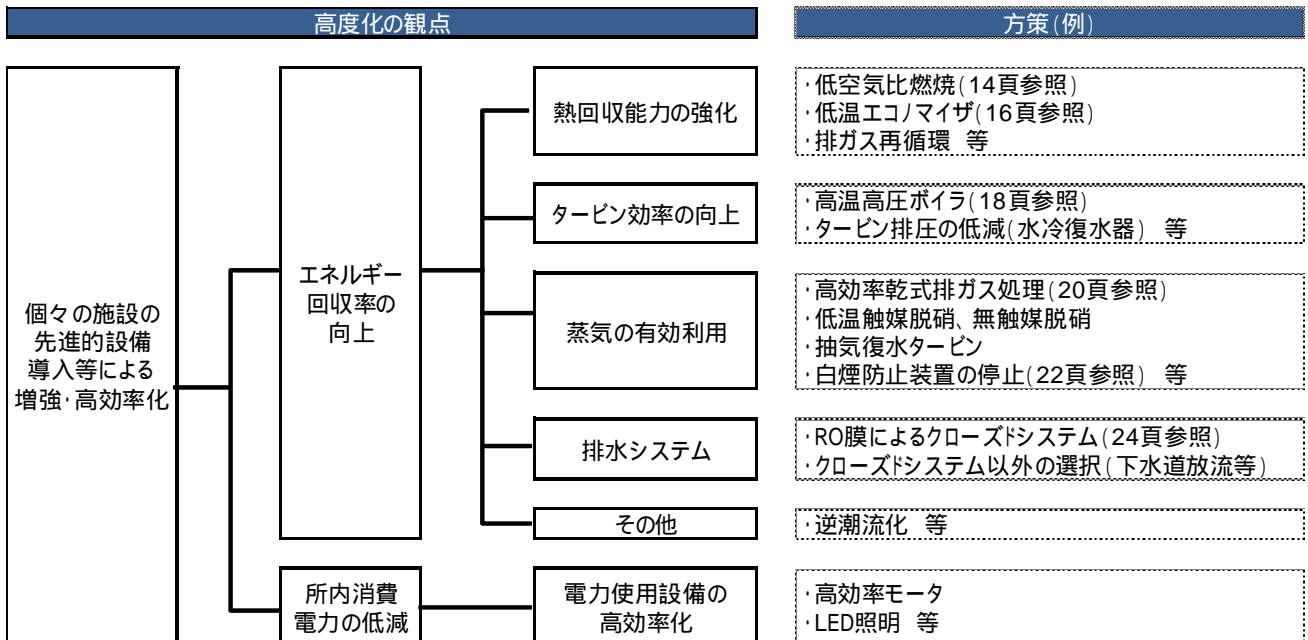 高度化の観点
方策(例)
個々の施設の
先進的設備
導入等による
増強・高効率化
エネルギー
回収率の
向上
熱回収能力の強化
・低空気比燃焼(14頁参照)
・低温エコノマイザ(16頁参照)
・排ガス再循環 等
タービン効率の向上
・高温高圧ボイラ(18頁参照)
・タービン排圧の低減(水冷復水器) 等
蒸気の有効利用
・高効率乾式排ガス処理(20頁参照)
・低温触媒脱硝、無触媒脱硝
・抽気復水タービン
・白煙防止装置の停止(22頁参照) 等
排水システム
・RO膜によるクローズドシステム(24頁参照)
・クローズドシステム以外の選択(下水道放流等)
その他
・逆潮流化 等
所内消費
電力の低減
電力使用設備の
高効率化
・高効率モータ
・LED照明 等